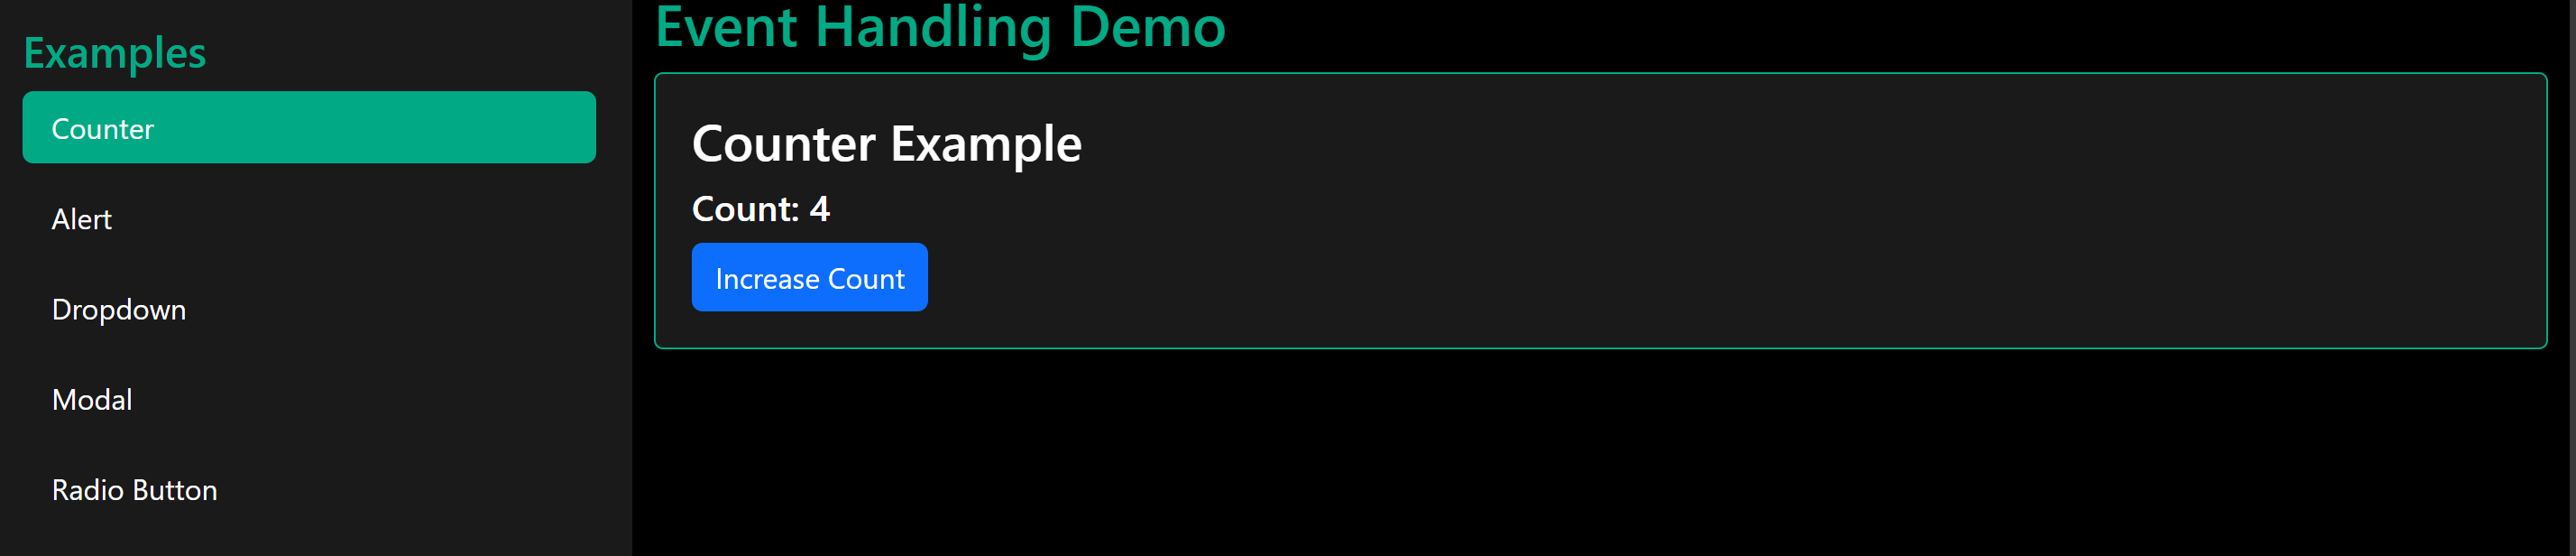 Examples
Counter
Alert
Dropdown
Modal
Radio Button
Event Handling Demo
Counter Example
Count: 4
Increase Count